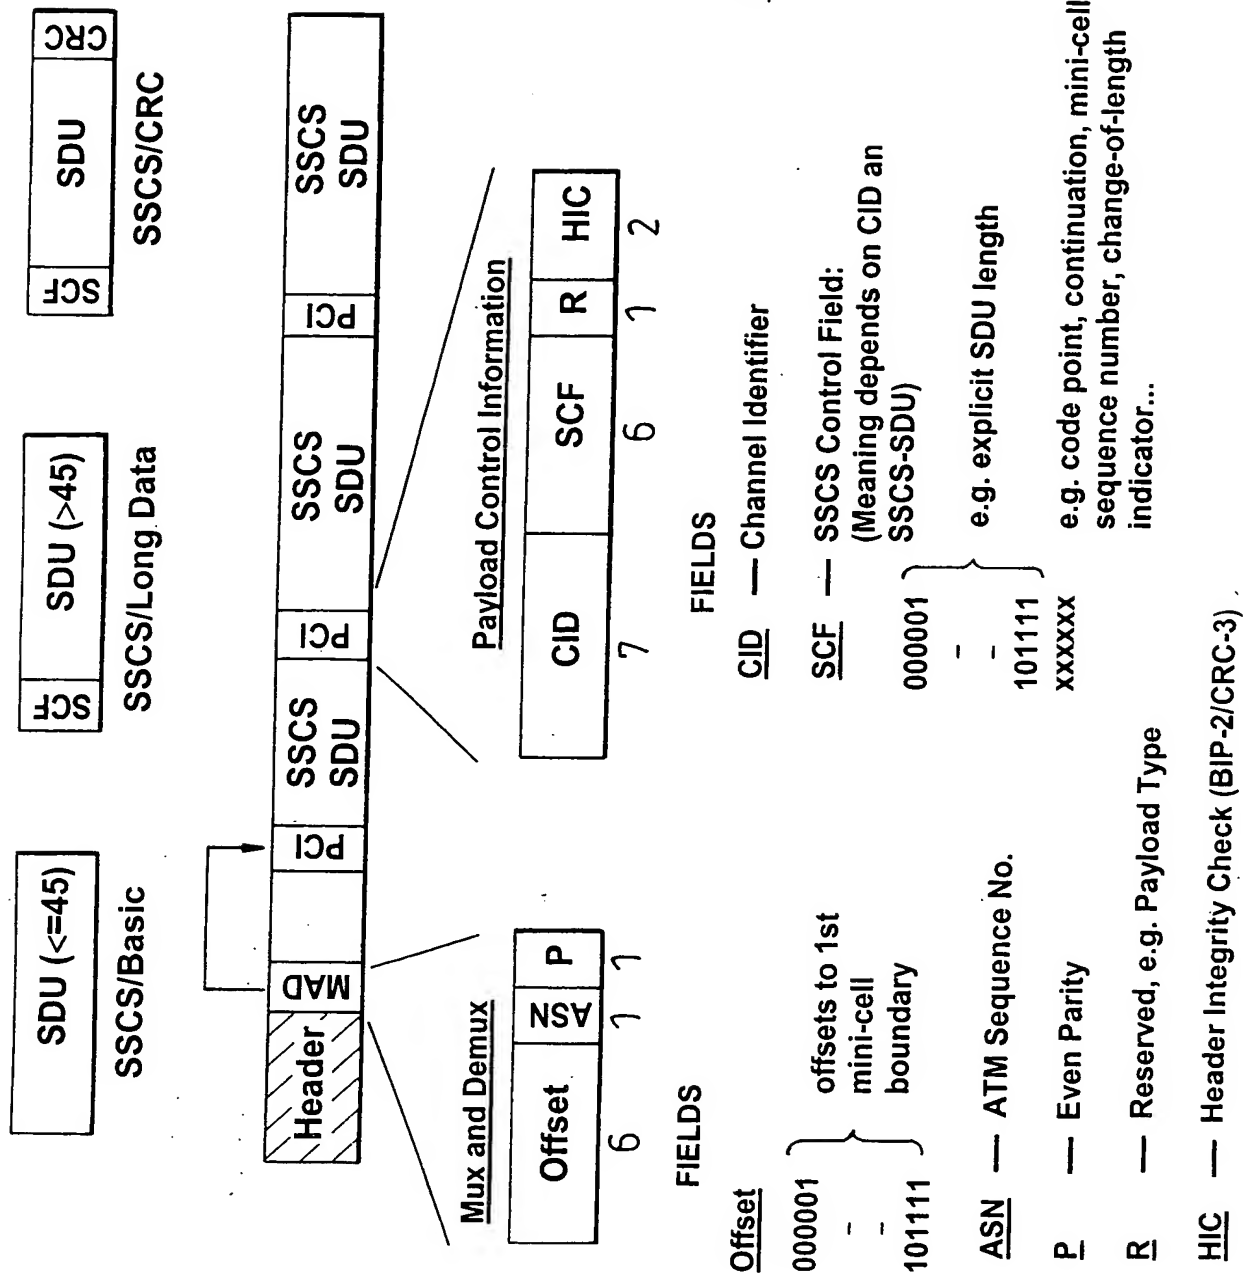 SDU (<=45)
SSCS/Basic
SCF
SDU (>45)
SSCS/Long Data
SCF
SDU
CRC
SSCS/CRC
Header
MAD
PCI
SSCS
SDU
PCI
SSCS
SDU
PCI
SSCS
SDU
Mux and Demux
Offset
ASN
P
6
1
1
Payload Control Information
CID
SCF
R
HIC
7
6
1
2
FIELDS
Offset
000001
-
-
101111
offsets to 1st
mini-cell
boundary
ASN — ATM Sequence No.
P — Even Parity
R — Reserved, e.g. Payload Type
HIC — Header Integrity Check (BIP-2/CRC-3)
FIELDS
CID — Channel Identifier
SCF — SSCS Control Field:
(Meaning depends on CID an
SSCS-SDU)
000001
-
-
101111
e.g. explicit SDU length
xxxxxx
e.g. code point, continuation, mini-cell
sequence number, change-of-length
indicator...